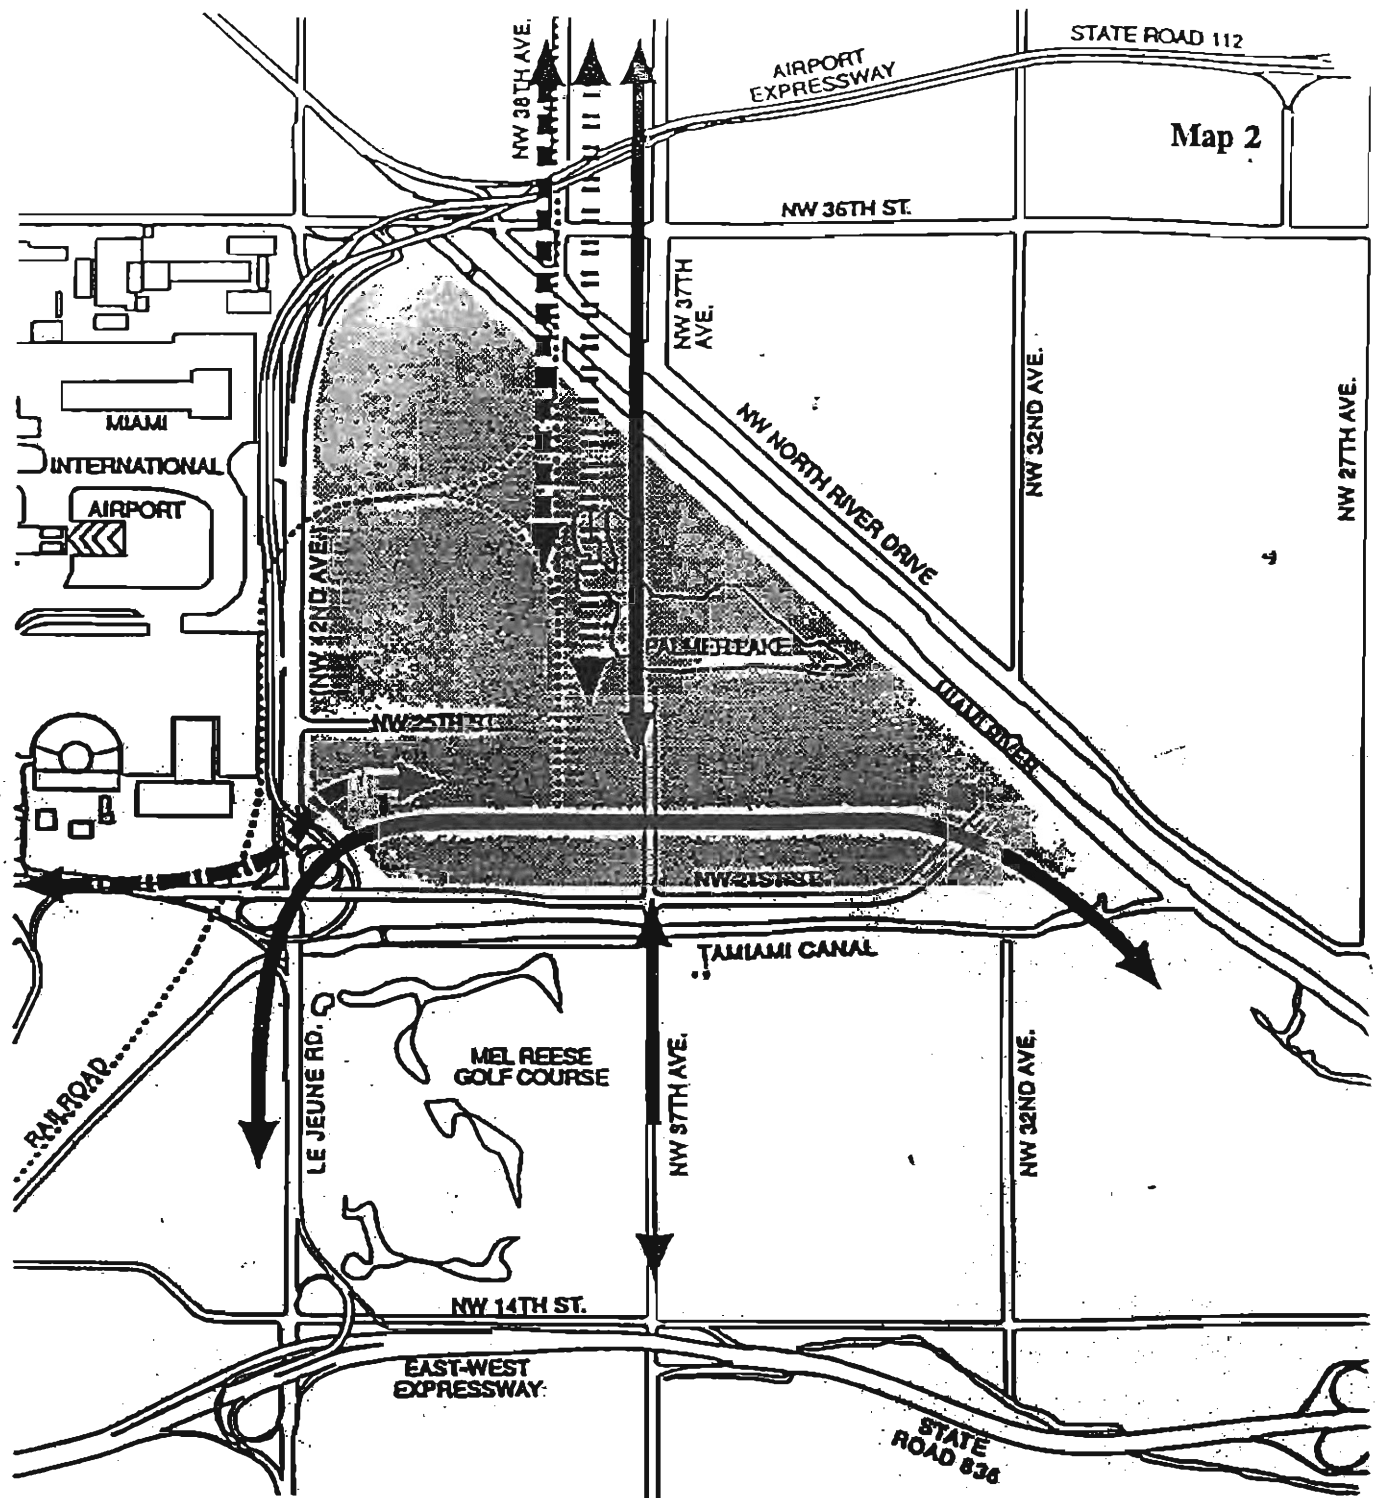 STATE ROAD 112
NW 38TH AVE.
AIRPORT
EXPRESSWAY
Map 2
NW 36TH ST.
NW 37TH
AVE.
NW 32ND AVE.
NW 27TH AVE.
MIAMI
INTERNATIONAL
AIRPORT
NW NORTH RIVER DRIVE
(NW 42ND AVE.)
PALMER LAKE
MIAMI RIVER
NW 25TH ST.
NW 21ST ST.
TAMIAMI CANAL
LE JEUNE RD.
MEL REESE
GOLF COURSE
NW 37TH AVE.
NW 32ND AVE.
RAILROAD
NW 14TH ST.
EAST-WEST
EXPRESSWAY
STATE
ROAD 836